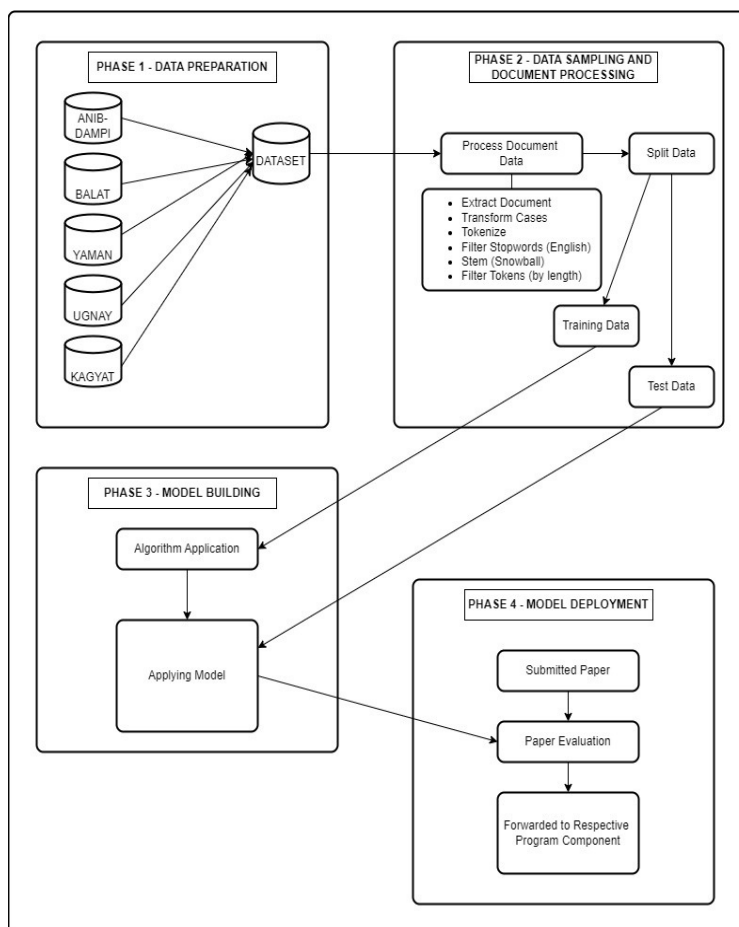 PHASE 1 - DATA PREPARATION
ANIB-
DAMPI
BALAT
YAMAN
UGNAY
KAGYAT
DATASET
PHASE 2 - DATA SAMPLING AND
DOCUMENT PROCESSING
Process Document
Data
Split Data
• Extract Document
• Transform Cases
• Tokenize
• Filter Stopwords (English)
• Stem (Snowball)
• Filter Tokens (by length)
Training Data
Test Data
PHASE 3 - MODEL BUILDING
Algorithm Application
Applying Model
PHASE 4 - MODEL DEPLOYMENT
Submitted Paper
Paper Evaluation
Forwarded to Respective
Program Component